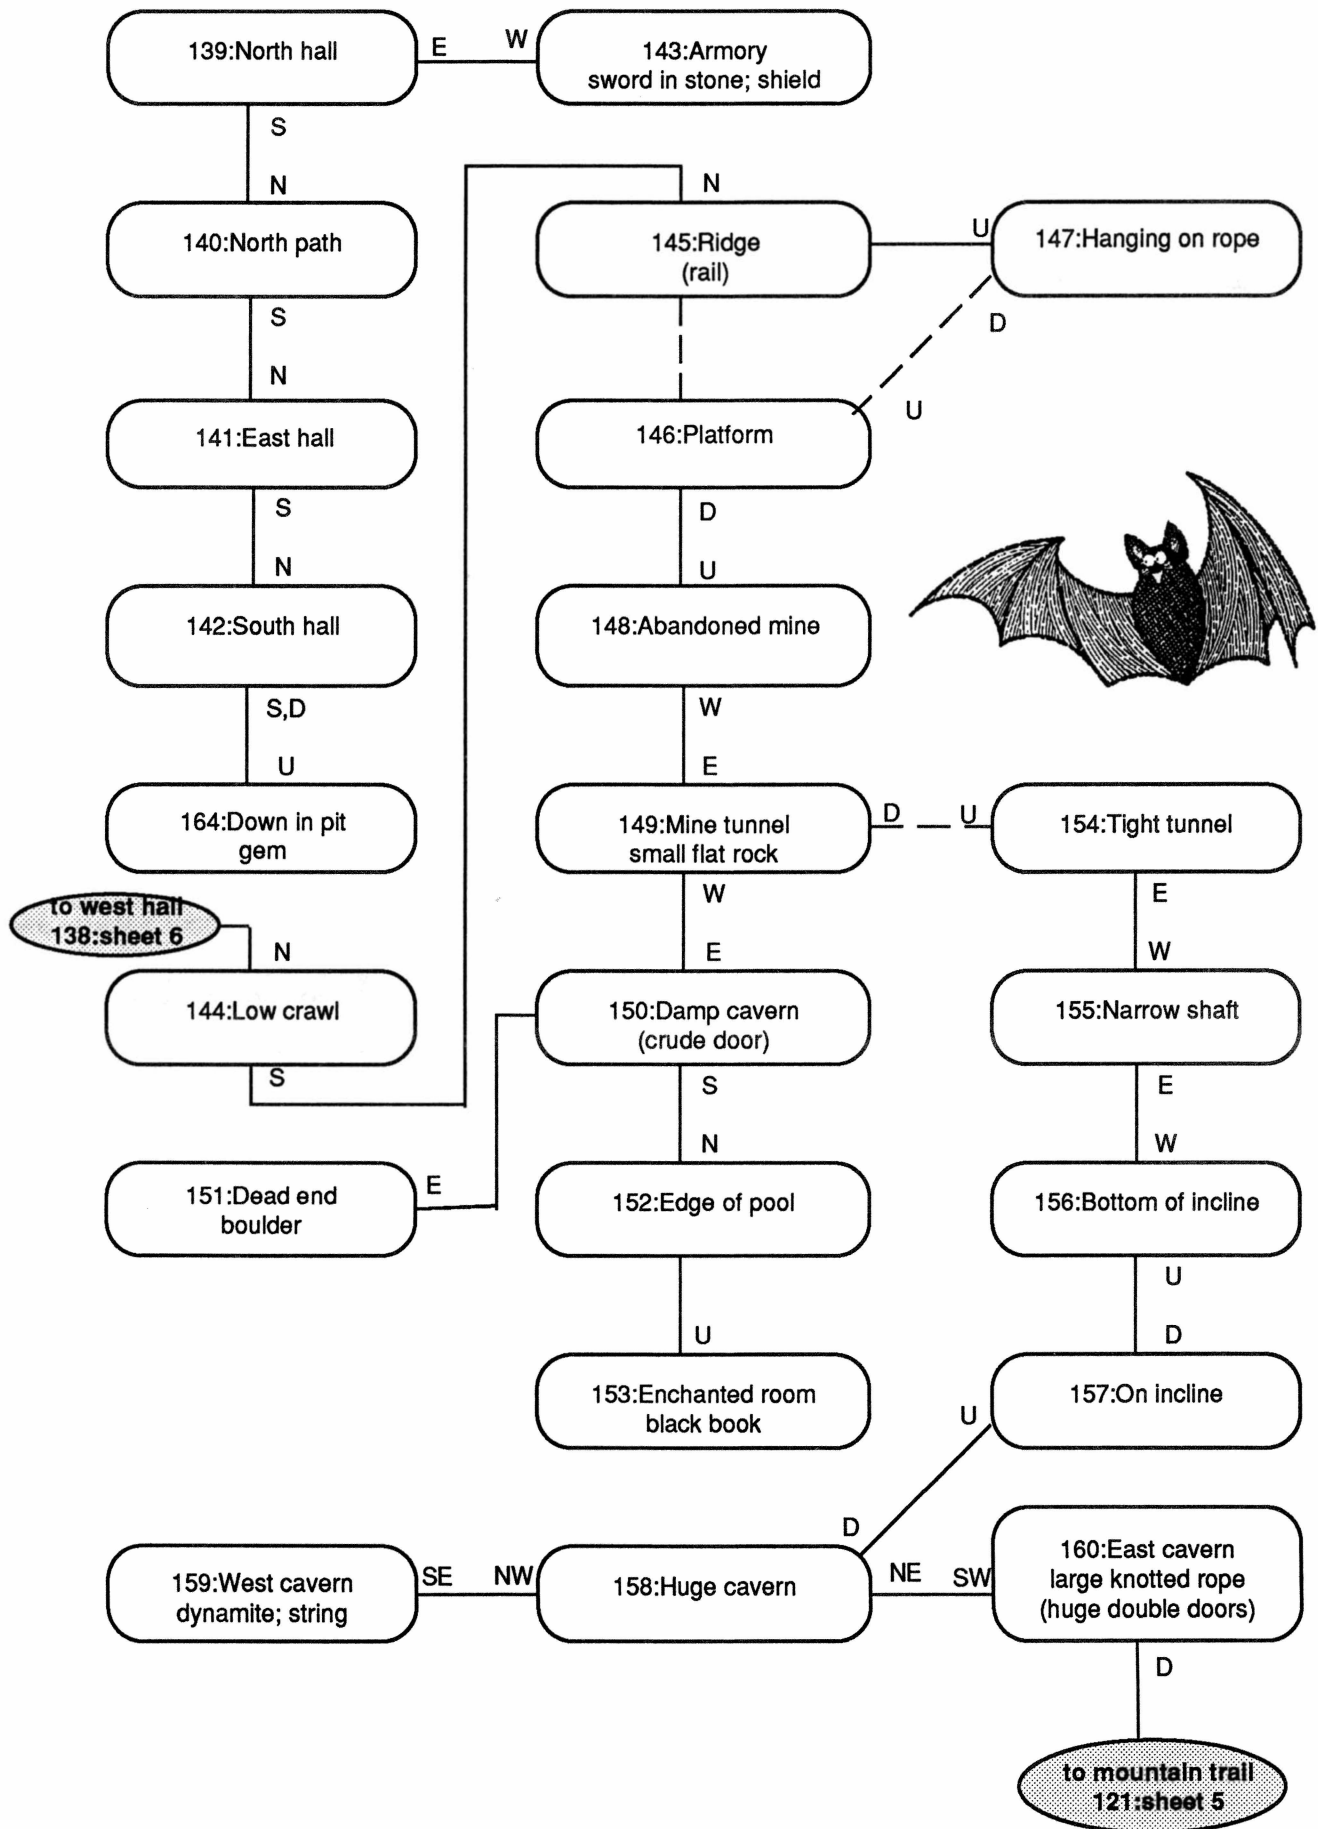 139:North hall
E
W
143:Armory
sword in stone; shield
S
N
140:North path
S
N
141:East hall
S
N
142:South hall
S,D
U
164:Down in pit
gem
to west hall
138:sheet 6
N
144:Low crawl
S
151:Dead end
boulder
E
N
145:Ridge
(rail)
U
147:Hanging on rope
D
U
146:Platform
D
U
148:Abandoned mine
W
E
149:Mine tunnel
small flat rock
D
U
154:Tight tunnel
W
E
150:Damp cavern
(crude door)
S
N
152:Edge of pool
U
153:Enchanted room
black book
E
W
155:Narrow shaft
E
W
156:Bottom of incline
U
D
157:On incline
U
D
159:West cavern
dynamite; string
SE
NW
158:Huge cavern
NE
SW
160:East cavern
large knotted rope
(huge double doors)
D
to mountain trail
121:sheet 5